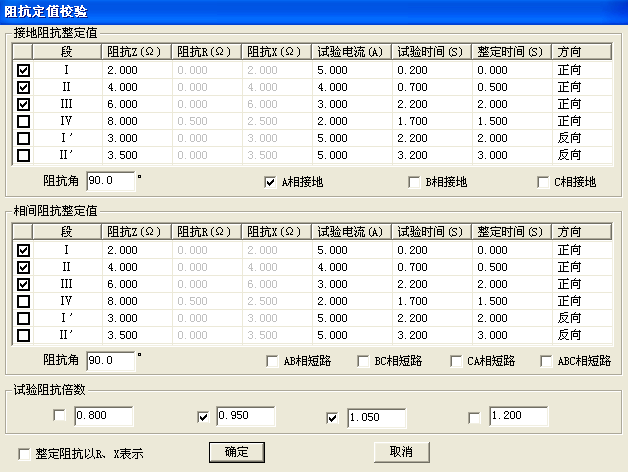 阻抗定值校验
接地阻抗整定值
段 阻抗Z(Ω) 阻抗R(Ω) 阻抗X(Ω) 试验电流(A) 试验时间(S) 整定时间(S) 方向
I 2.000 0.000 2.000 5.000 0.200 0.000 正向
II 4.000 0.000 4.000 4.000 0.700 0.500 正向
III 6.000 0.000 6.000 3.000 2.200 2.000 正向
IV 8.000 0.500 2.500 2.000 1.700 1.500 正向
I' 3.000 0.000 3.000 5.000 2.200 2.000 反向
II' 3.500 0.000 3.500 5.000 3.200 3.000 反向
阻抗角 90.0 ° A相接地 B相接地 C相接地
相间阻抗整定值
段 阻抗Z(Ω) 阻抗R(Ω) 阻抗X(Ω) 试验电流(A) 试验时间(S) 整定时间(S) 方向
I 2.000 0.000 2.000 5.000 0.200 0.000 正向
II 4.000 0.000 4.000 4.000 0.700 0.500 正向
III 6.000 0.000 6.000 3.000 2.200 2.000 正向
IV 8.000 0.500 2.500 2.000 1.700 1.500 正向
I' 3.000 0.000 3.000 5.000 2.200 2.000 反向
II' 3.500 0.000 3.500 5.000 3.200 3.000 反向
阻抗角 90.0 ° AB相短路 BC相短路 CA相短路 ABC相短路
试验阻抗倍数
0.800 0.950 1.050 1.200
整定阻抗以R、X表示 确定 取消